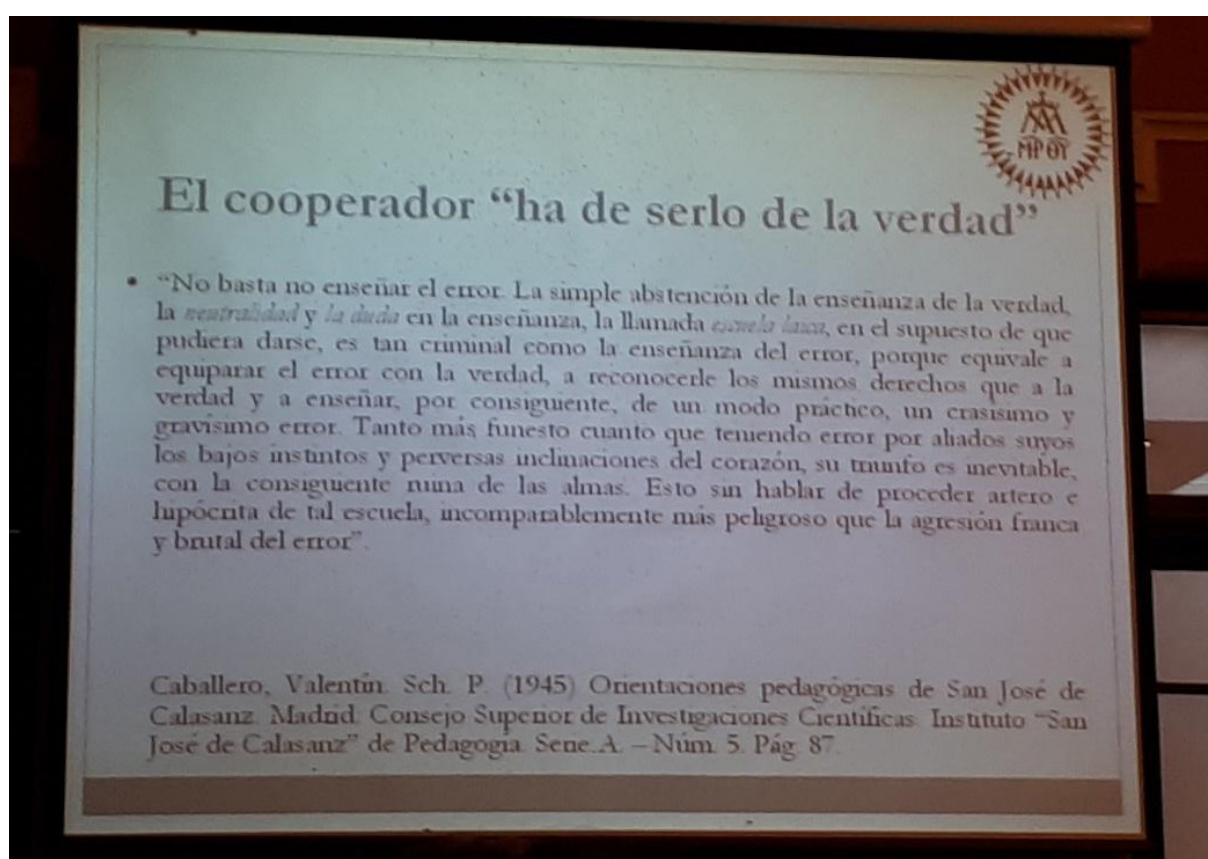 ΜΡ ΘΥ
El cooperador “ha de serlo de la verdad”
• “No basta no enseñar el error. La simple abstención de la enseñanza de la verdad,
la neutralidad y la duda en la enseñanza, la llamada escuela laica, en el supuesto de que
pudiera darse, es tan criminal como la enseñanza del error, porque equivale a
equiparar el error con la verdad, a reconocerle los mismos derechos que a la
verdad y a enseñar, por consiguiente, de un modo práctico, un crasísimo y
gravísimo error. Tanto más funesto cuanto que teniendo error por aliados suyos
los bajos instintos y perversas inclinaciones del corazón, su triunfo es inevitable,
con la consiguiente ruina de las almas. Esto sin hablar de proceder artero e
hipócrita de tal escuela, incomparablemente más peligroso que la agresión franca
y brutal del error”.
Caballero, Valentín. Sch. P. (1945) Orientaciones pedagógicas de San José de
Calasanz. Madrid. Consejo Superior de Investigaciones Científicas. Instituto “San
José de Calasanz” de Pedagogía. Serie.A. – Núm. 5. Pág. 87.